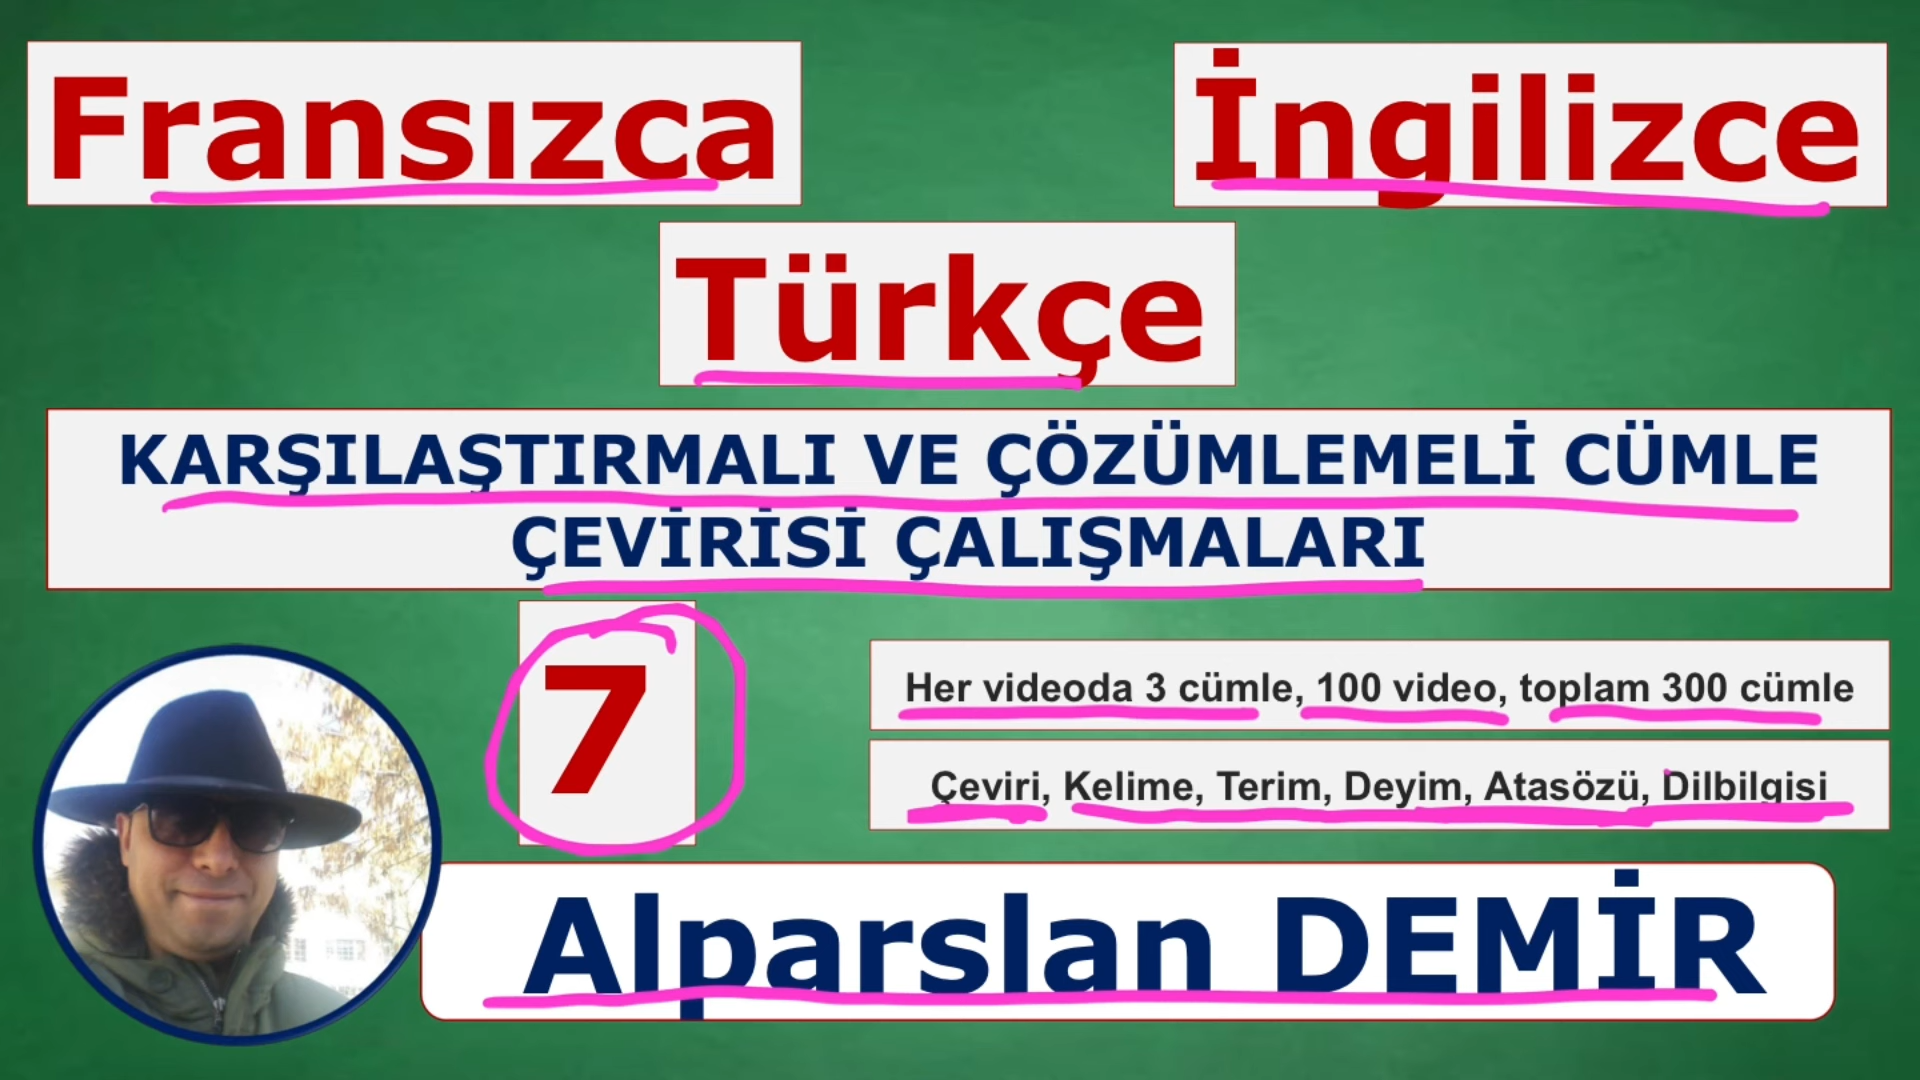 Fransızca
İngilizce
Türkçe
KARŞILAŞTIRMALI VE ÇÖZÜMLEMELİ CÜMLE
ÇEVİRİSİ ÇALIŞMALARI
7
Her videoda 3 cümle, 100 video, toplam 300 cümle
Çeviri, Kelime, Terim, Deyim, Atasözü, Dilbilgisi
Alparslan DEMİR